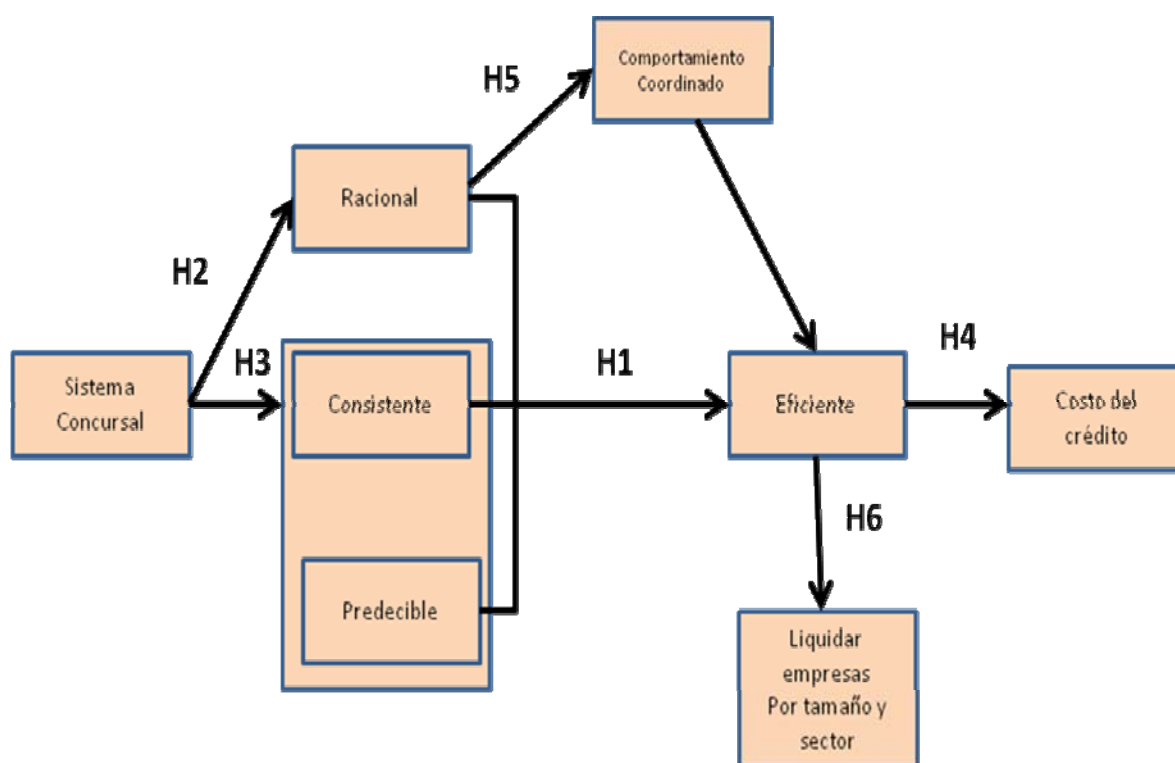 Comportamiento
Coordinado
H5
Racional
H2
H3
Sistema
Concursal
Consistente
H1
Eficiente
H4
Costo del
crédito
H6
Predecible
Liquidar
empresas
Por tamaño y
sector